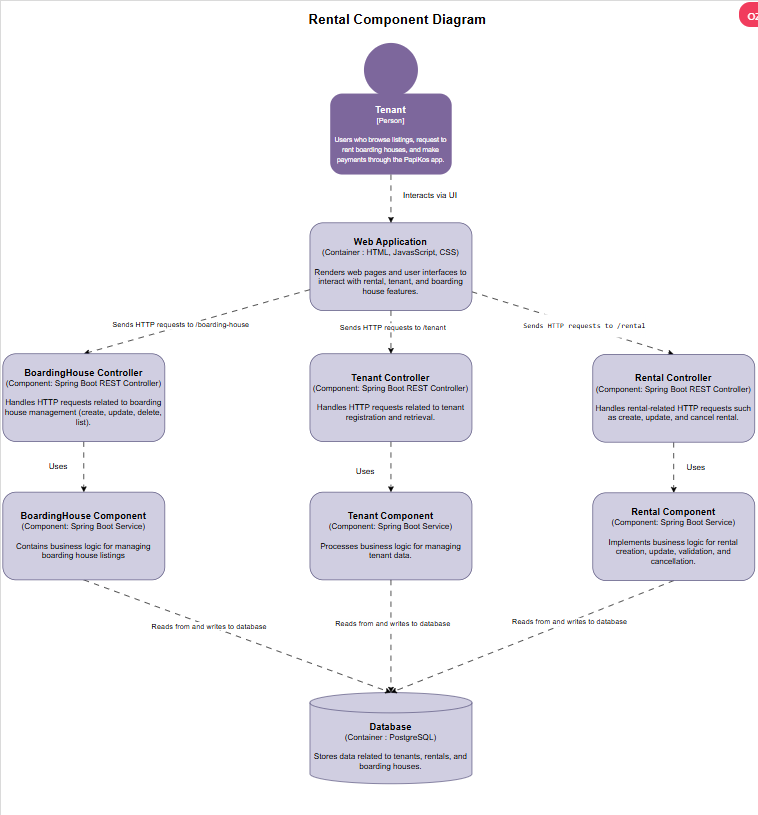 Rental Component Diagram
Tenant
[Person]
Users who browse listings, request to
rent boarding houses, and make
payments through the PapiKos app.
Interacts via UI
Web Application
(Container : HTML, JavasScript, CSS)
Renders web pages and user interfaces to
interact with rental, tenant, and boarding
house features.
Sends HTTP requests to /boarding-house
Sends HTTP requests to /tenant
Sends HTTP requests to /rental
BoardingHouse Controller
(Component: Spring Boot REST Controller)
Handles HTTP requests related to boarding
house management (create, update, delete,
list).
Tenant Controller
(Component: Spring Boot REST Controller)
Handles HTTP requests related to tenant
registration and retrieval.
Rental Controller
(Component: Spring Boot REST Controller)
Handles rental-related HTTP requests such
as create, update, and cancel rental.
Uses
Uses
Uses
BoardingHouse Component
(Component: Spring Boot Service)
Contains business logic for managing
boarding house listings
Tenant Component
(Component: Spring Boot Service)
Processes business logic for managing
tenant data.
Rental Component
(Component: Spring Boot Service)
Implements business logic for rental
creation, update, validation, and
cancellation.
Reads from and writes to database
Reads from and writes to database
Reads from and writes to database
Database
(Container : PostgreSQL)
Stores data related to tenants, rentals, and
boarding houses.